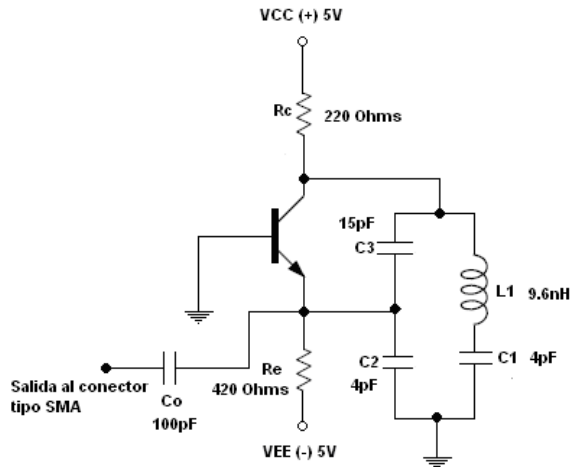 VCC (+) 5V
Rc
220 Ohms
15pF
C3
L1
9.6nH
C2
4pF
C1
4pF
Re
420 Ohms
Salida al conector
tipo SMA
Co
100pF
VEE (-) 5V